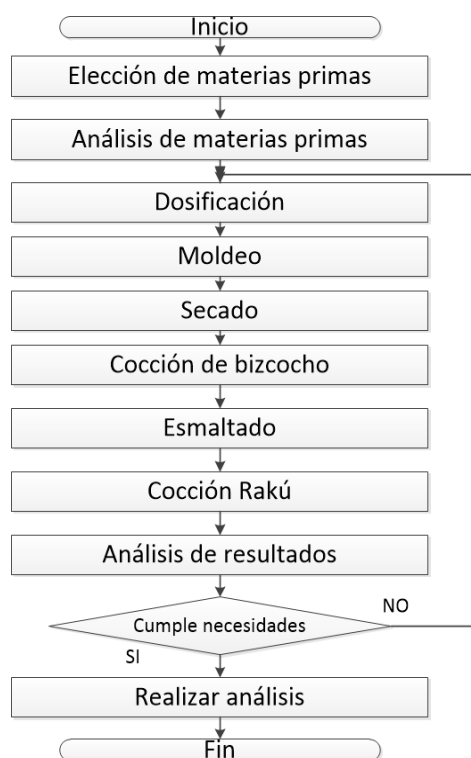 Inicio
Elección de materias primas
Análisis de materias primas
Dosificación
Moldeo
Secado
Cocción de bizcocho
Esmaltado
Cocción Rakú
Análisis de resultados
NO
Cumple necesidades
SI
Realizar análisis
Fin